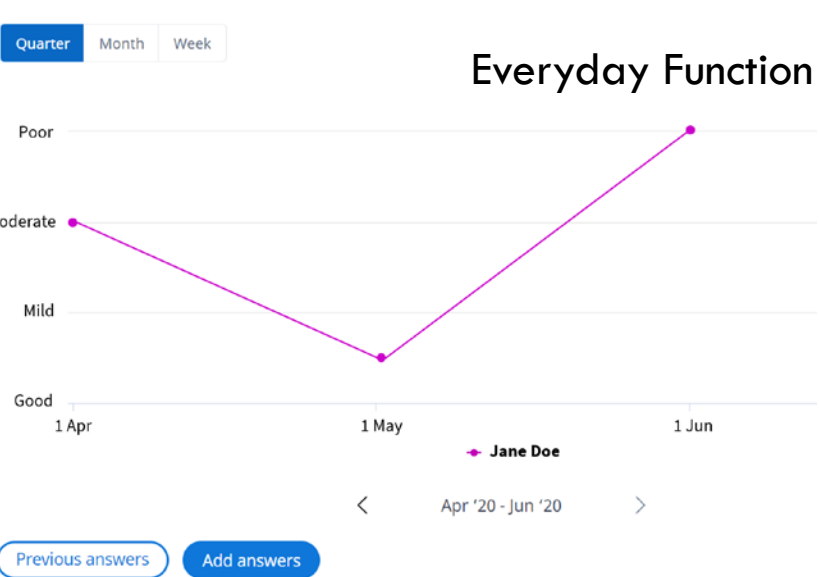 Quarter Month Week
Everyday Function
Poor
oderate
Mild
Good
1 Apr 1 May 1 Jun
Jane Doe
Apr '20 - Jun '20
Previous answers Add answers